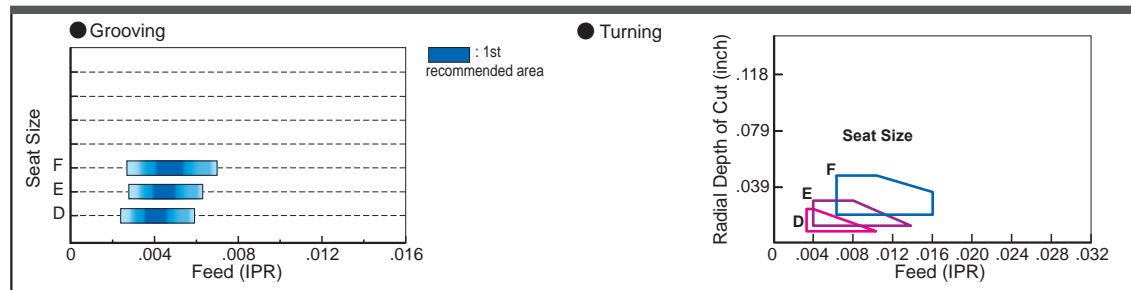 Grooving
: 1st
recommended area
Seat Size
F
E
D
0 .004 .008 .016
Feed (IPR)
Turning
Radial Depth of Cut (inch)
.118
.079
.039
Seat Size
F
E
D
0 .004 .008 .012 .016 .020 .024 .028 .032
Feed (IPR)